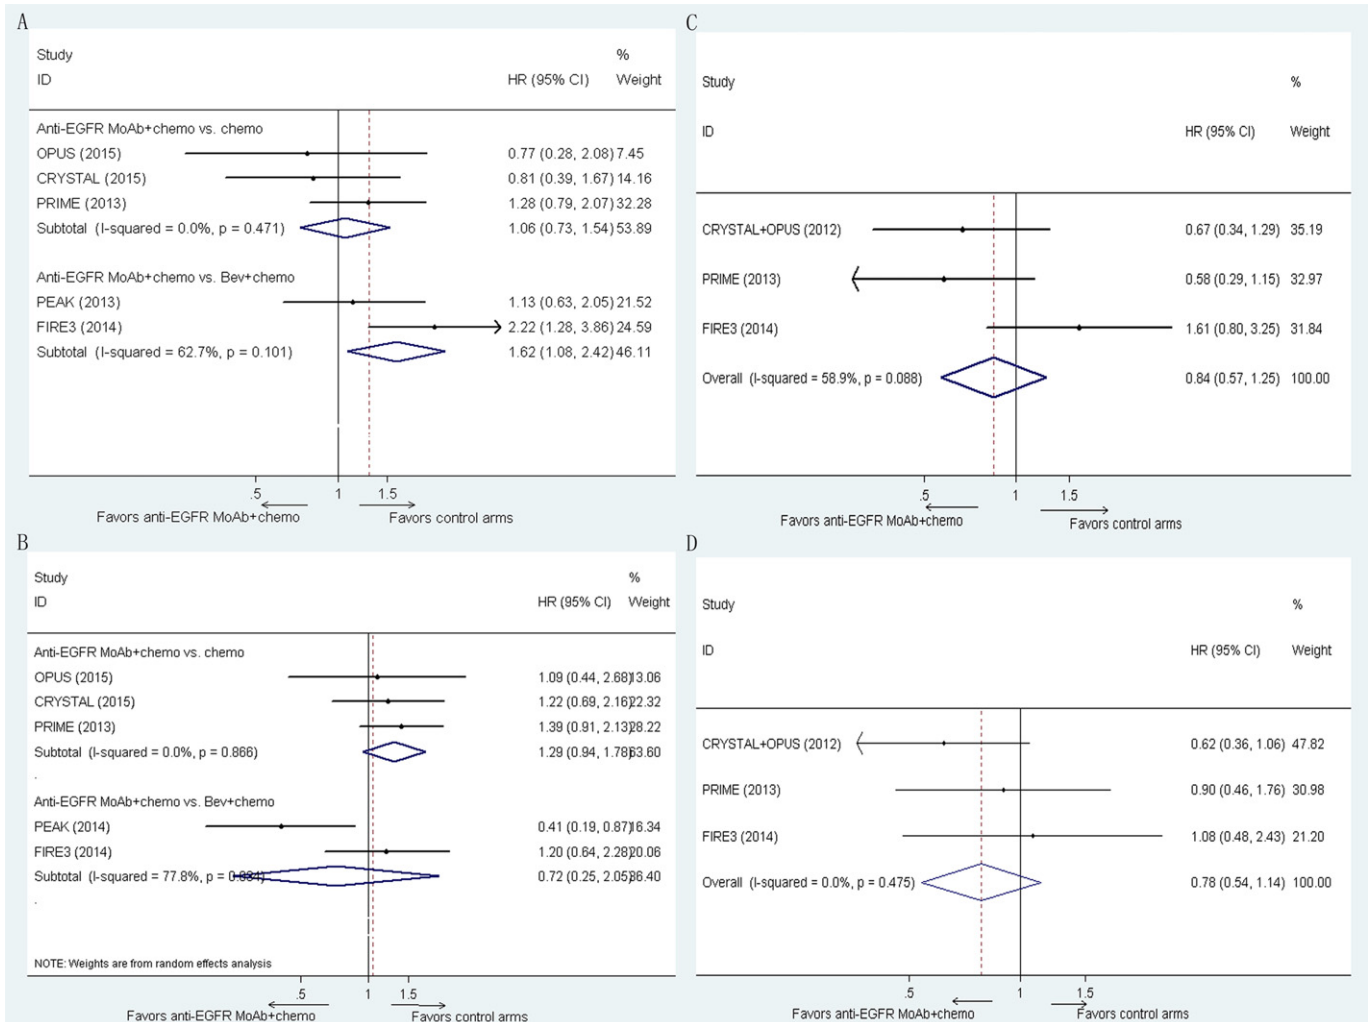 A
Study %
ID HR (95% CI) Weight
Anti-EGFR MoAb+chemo vs. chemo
OPUS (2015) 0.77 (0.28, 2.08) 7.45
CRYSTAL (2015) 0.81 (0.39, 1.67) 14.16
PRIME (2013) 1.28 (0.79, 2.07) 32.28
Subtotal (I-squared = 0.0%, p = 0.471) 1.06 (0.73, 1.54) 53.89
Anti-EGFR MoAb+chemo vs. Bev+chemo
PEAK (2013) 1.13 (0.63, 2.05) 21.52
FIRE3 (2014) 2.22 (1.28, 3.86) 24.59
Subtotal (I-squared = 62.7%, p = 0.101) 1.62 (1.08, 2.42) 46.11
.5 1 1.5
Favors anti-EGFR MoAb+chemo Favors control arms
B
Study %
ID HR (95% CI) Weight
Anti-EGFR MoAb+chemo vs. chemo
OPUS (2015) 1.09 (0.44, 2.68) 13.06
CRYSTAL (2015) 1.22 (0.69, 2.16) 22.32
PRIME (2013) 1.39 (0.91, 2.13) 28.22
Subtotal (I-squared = 0.0%, p = 0.866) 1.29 (0.94, 1.78) 63.60
.
Anti-EGFR MoAb+chemo vs. Bev+chemo
PEAK (2014) 0.41 (0.19, 0.87) 16.34
FIRE3 (2014) 1.20 (0.64, 2.28) 20.06
Subtotal (I-squared = 77.8%, p = 0.72 (0.25, 2.05) 36.40
.
NOTE: Weights are from random effects analysis
.5 1 1.5
Favors anti-EGFR MoAb+chemo Favors control arms
C
Study %
ID HR (95% CI) Weight
CRYSTAL+OPUS (2012) 0.67 (0.34, 1.29) 35.19
PRIME (2013) 0.58 (0.29, 1.15) 32.97
FIRE3 (2014) 1.61 (0.80, 3.25) 31.84
Overall (I-squared = 58.9%, p = 0.088) 0.84 (0.57, 1.25) 100.00
.5 1 1.5
Favors anti-EGFR MoAb+chemo Favors control arms
D
Study %
ID HR (95% CI) Weight
CRYSTAL+OPUS (2012) 0.62 (0.36, 1.06) 47.82
PRIME (2013) 0.90 (0.46, 1.76) 30.98
FIRE3 (2014) 1.08 (0.48, 2.43) 21.20
Overall (I-squared = 0.0%, p = 0.475) 0.78 (0.54, 1.14) 100.00
.5 1 1.5
Favors anti-EGFR MoAb+chemo Favors control arms